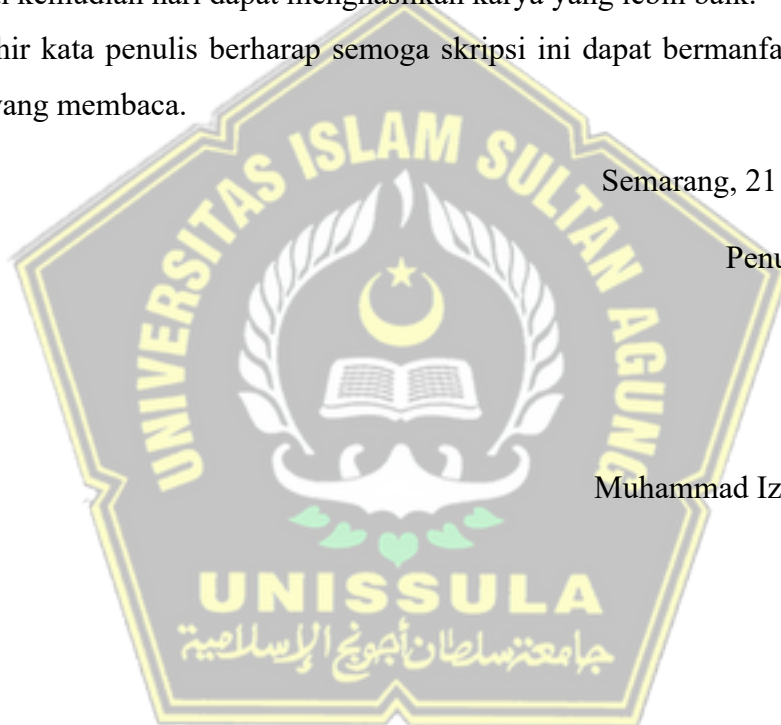 kemudian hari dapat menghasilkan karya yang lebih baik.
hir kata penulis berharap semoga skripsi ini dapat bermanfa
yang membaca.
UNIVERSITAS ISLAM SULTAN AGUNG
Semarang, 21
Penu
Muhammad Iz
UNISSULA
جامعة سلطان أجونج الإسلامية